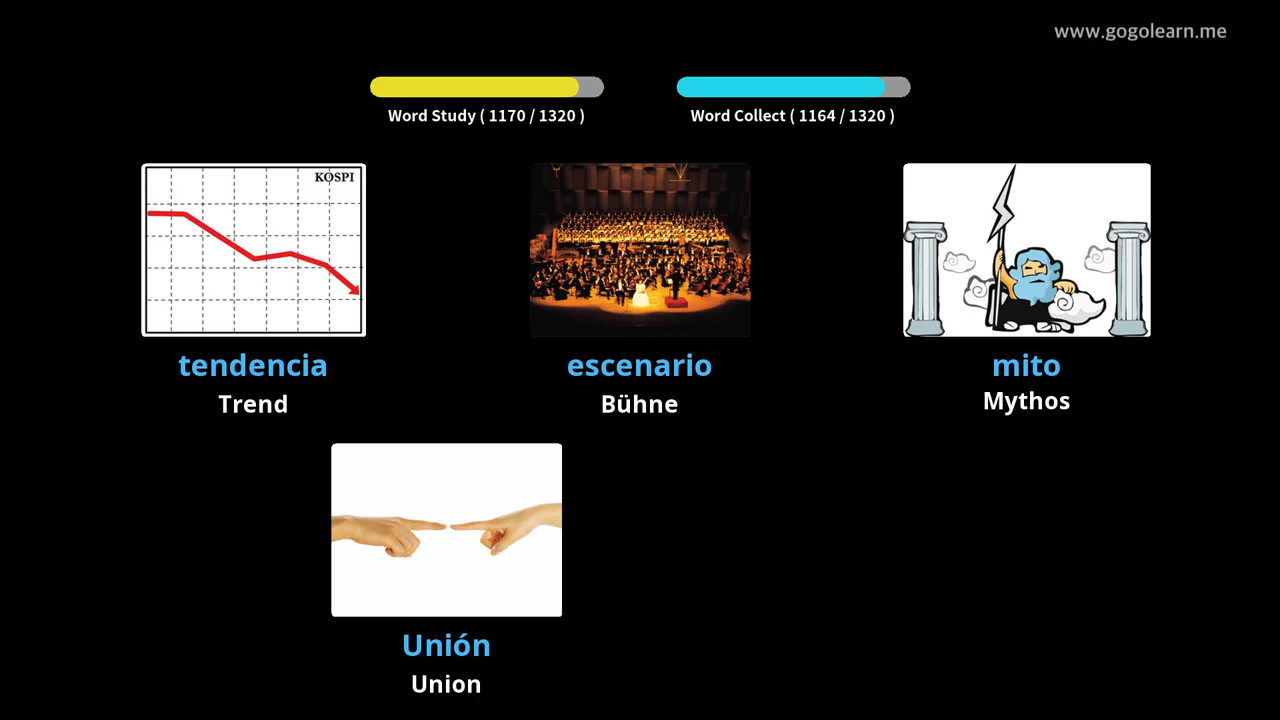 www.gogolearn.me
Word Study ( 1170 / 1320 )
Word Collect ( 1164 / 1320 )
KOSPI
tendencia
Trend
escenario
Bühne
mito
Mythos
Unión
Union